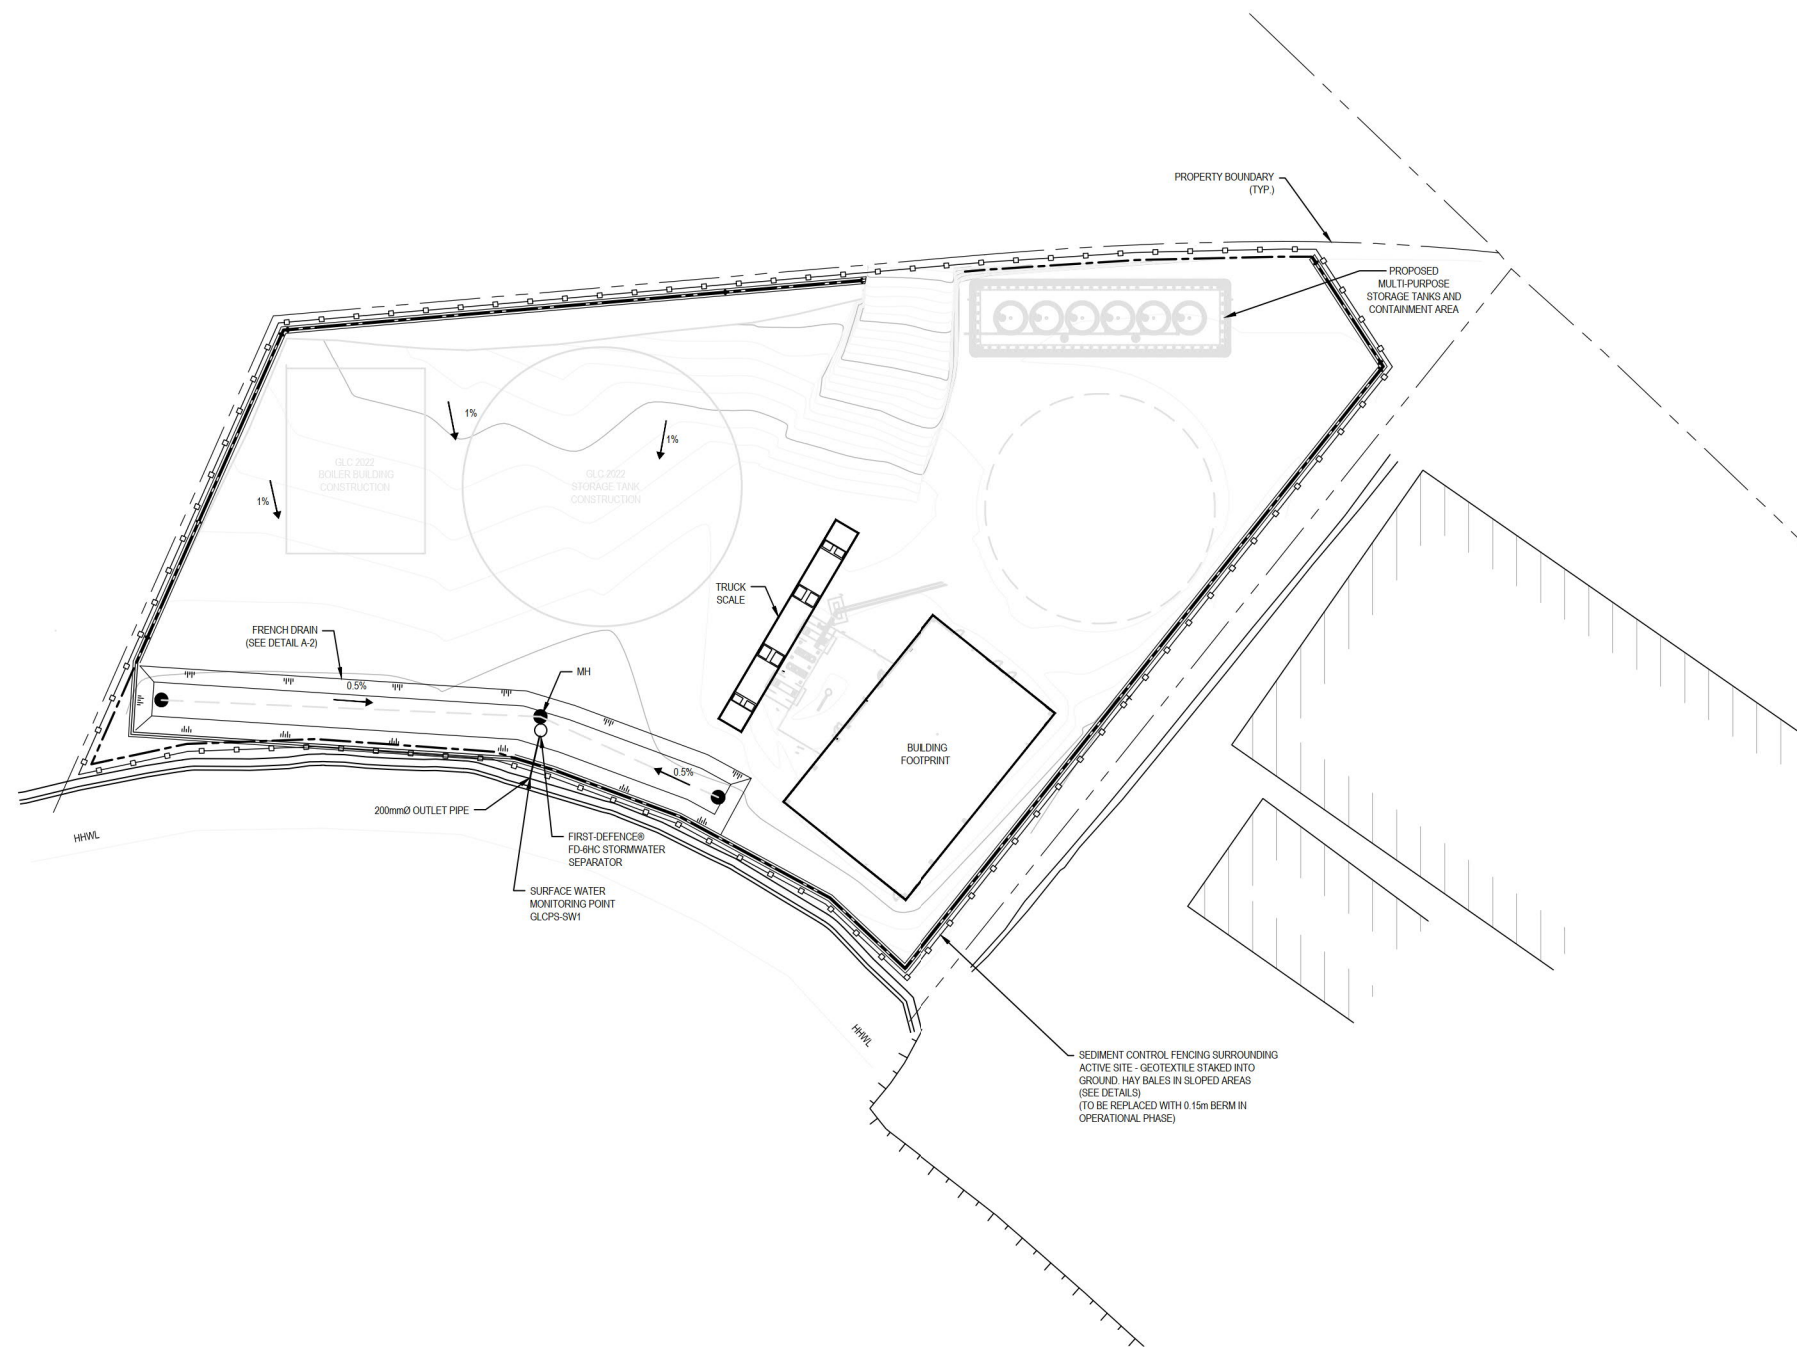 PROPERTY BOUNDARY
(TYP.)
PROPOSED
MULTI-PURPOSE
STORAGE TANKS AND
CONTAINMENT AREA
1%
1%
1%
GLC 2022
BOILER BUILDING
CONSTRUCTION
GLC 2022
STORAGE TANK
CONSTRUCTION
TRUCK
SCALE
FRENCH DRAIN
(SEE DETAIL A-2)
MH
0.5%
0.5%
BUILDING
FOOTPRINT
200mmØ OUTLET PIPE
HHWL
FIRST-DEFENCE®
FD-6HC STORMWATER
SEPARATOR
SURFACE WATER
MONITORING POINT
GLCPS-SW1
HHWL
SEDIMENT CONTROL FENCING SURROUNDING
ACTIVE SITE - GEOTEXTILE STAKED INTO
GROUND. HAY BALES IN SLOPED AREAS
(SEE DETAILS)
(TO BE REPLACED WITH 0.15m BERM IN
OPERATIONAL PHASE)